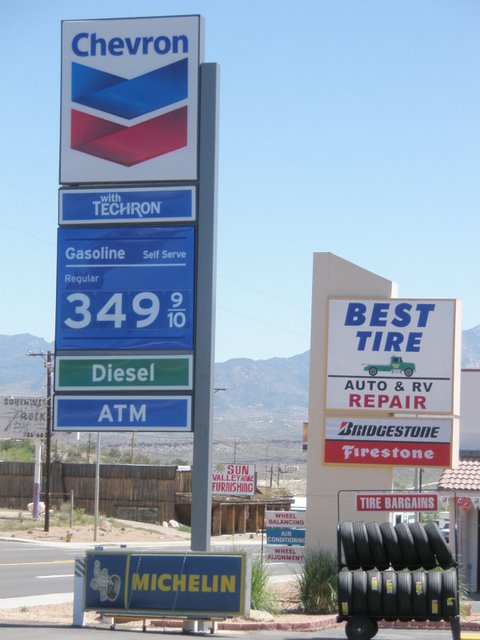 Chevron
with
TECHRON
Gasoline Self Serve
Regular
349 9/10
Diesel
ATM
BEST
TIRE
AUTO & RV
REPAIR
BRIDGESTONE
Firestone
SUN
VALLEY
FURNISHING
TIRE BARGAINS
WHEEL
BALANCING
AIR
CONDITIONING
WHEEL
ALIGNMENT
MICHELIN